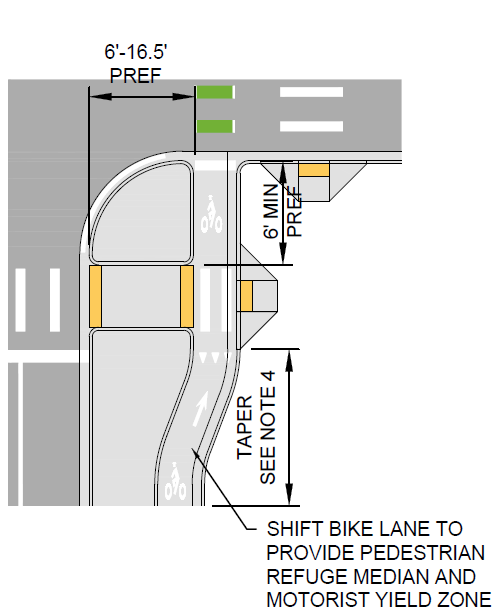 6'-16.5'
PREF
6' MIN
PREF
TAPER
SEE NOTE 4
SHIFT BIKE LANE TO
PROVIDE PEDESTRIAN
REFUGE MEDIAN AND
MOTORIST YIELD ZONE